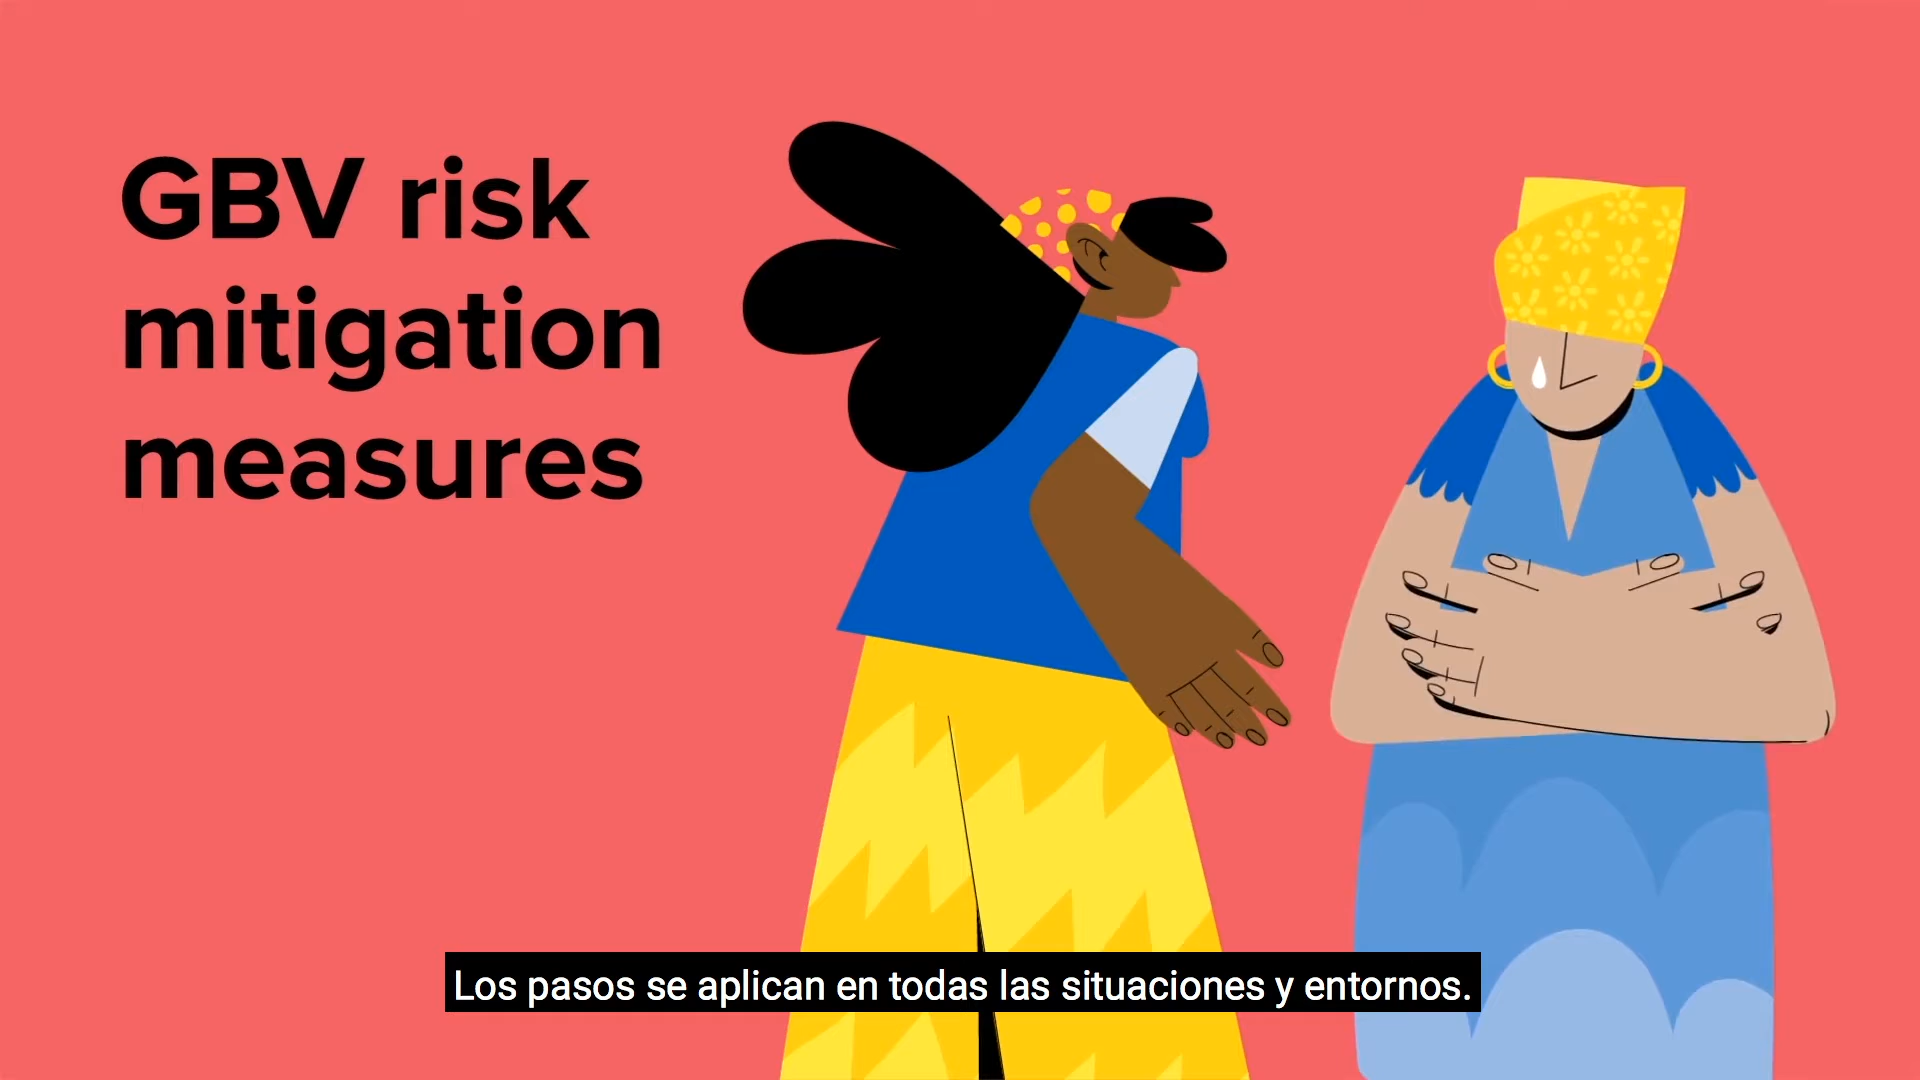 GBV risk
mitigation
measures
Los pasos se aplican en todas las situaciones y entornos.